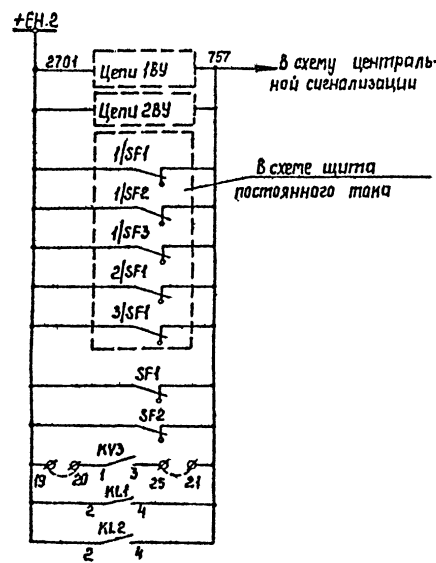 +ЕН.2
2701
Цепи 1ВУ
757
В схему централь-
ной сигнализации
Цепи 2ВУ
1/SF1
В схеме щита
постоянного тока
1/SF2
1/SF3
2/SF1
3/SF1
SF1
SF2
KV3
19 20 1 3 25 21
KL1
2 4
KL2
2 4